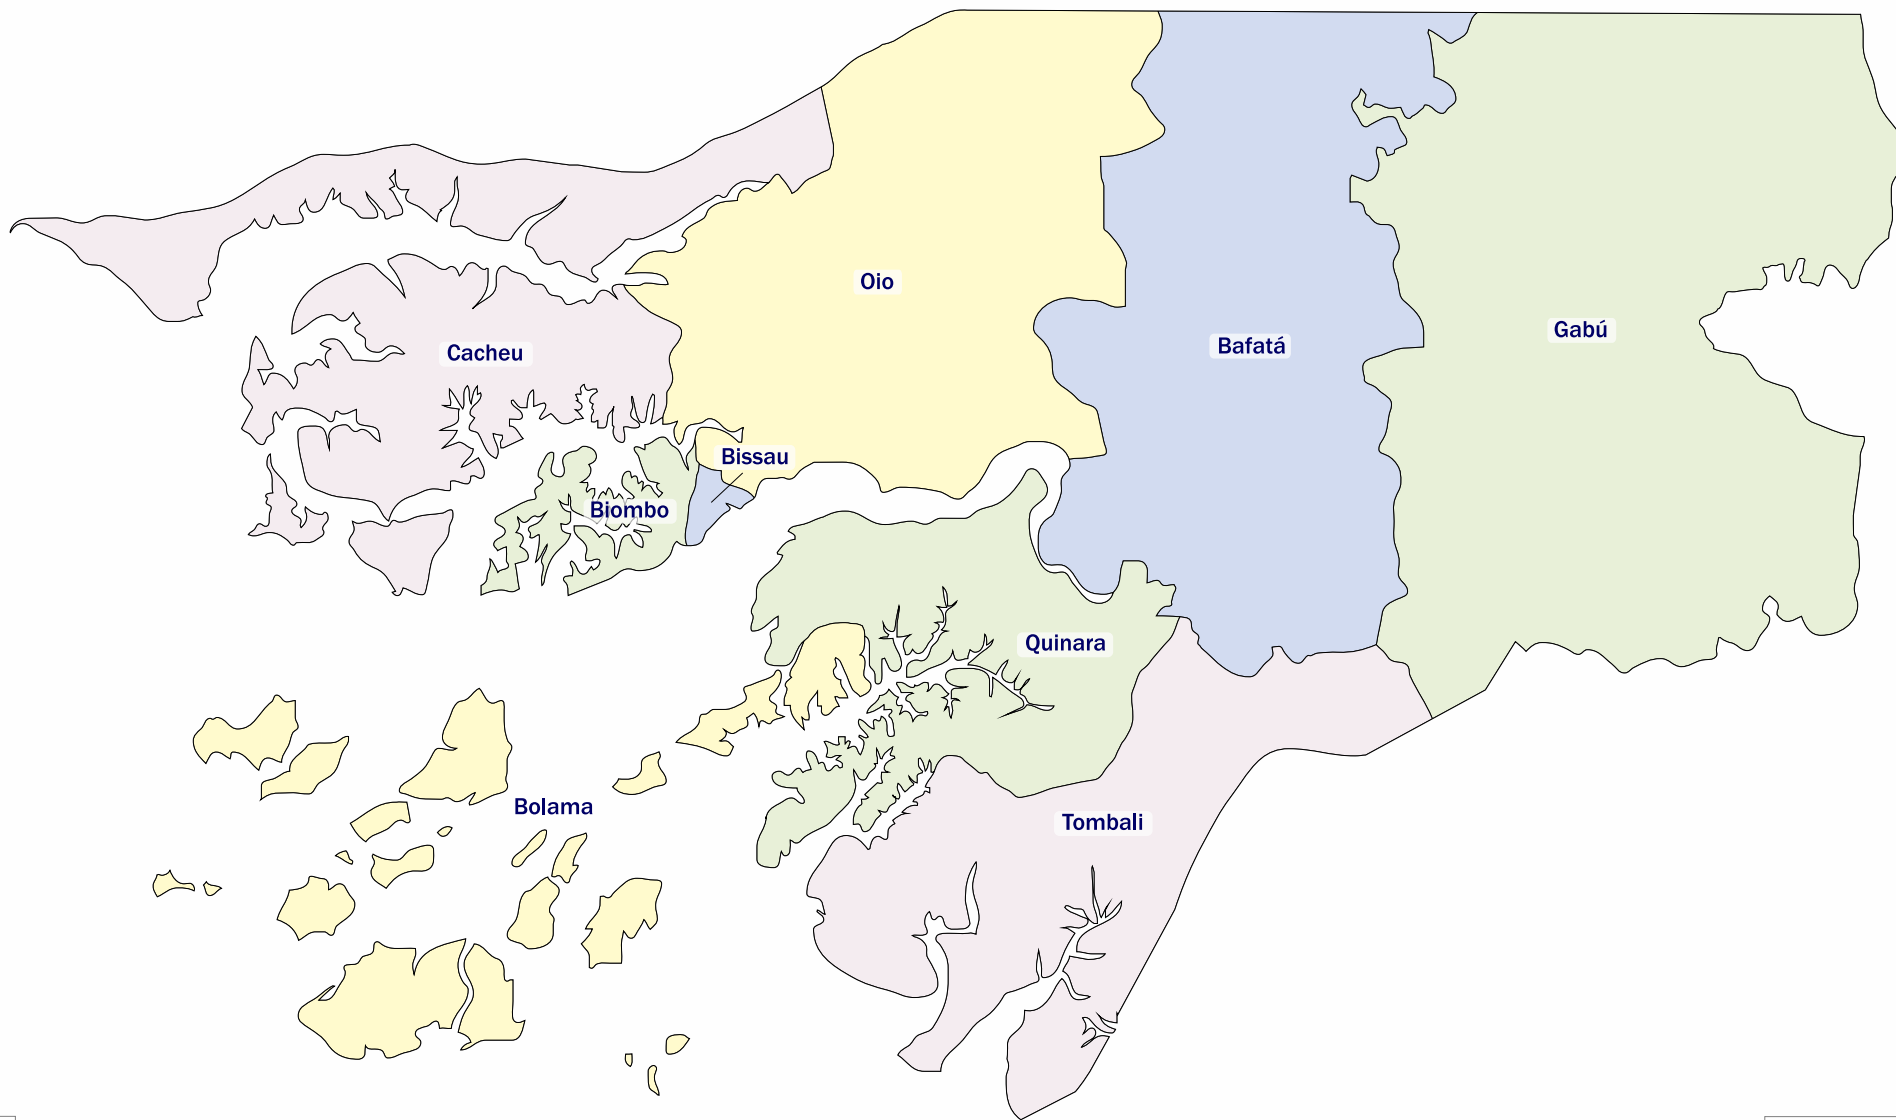 Oio
Gabú
Bafatá
Cacheu
Bissau
Biombo
Quinara
Bolama
Tombali